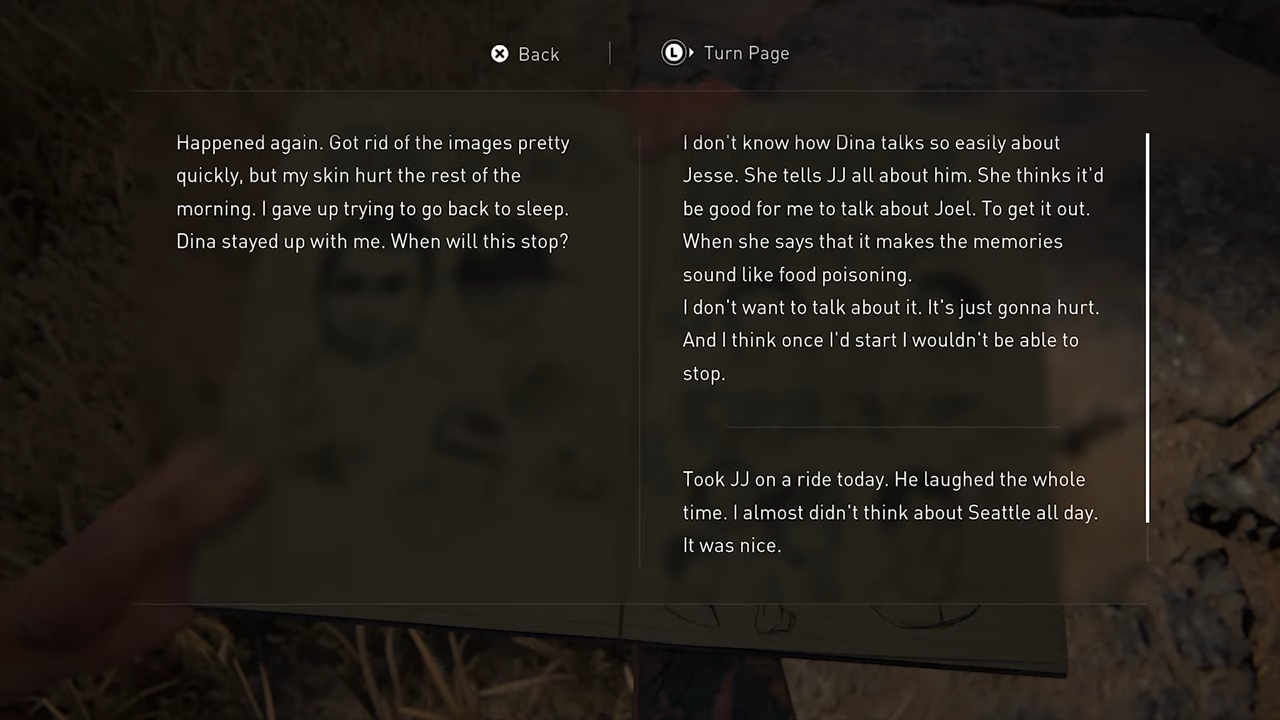 Back
L
Turn Page
Happened again. Got rid of the images pretty
quickly, but my skin hurt the rest of the
morning. I gave up trying to go back to sleep.
Dina stayed up with me. When will this stop?
I don't know how Dina talks so easily about
Jesse. She tells JJ all about him. She thinks it'd
be good for me to talk about Joel. To get it out.
When she says that it makes the memories
sound like food poisoning.
I don't want to talk about it. It's just gonna hurt.
And I think once I'd start I wouldn't be able to
stop.
Took JJ on a ride today. He laughed the whole
time. I almost didn't think about Seattle all day.
It was nice.